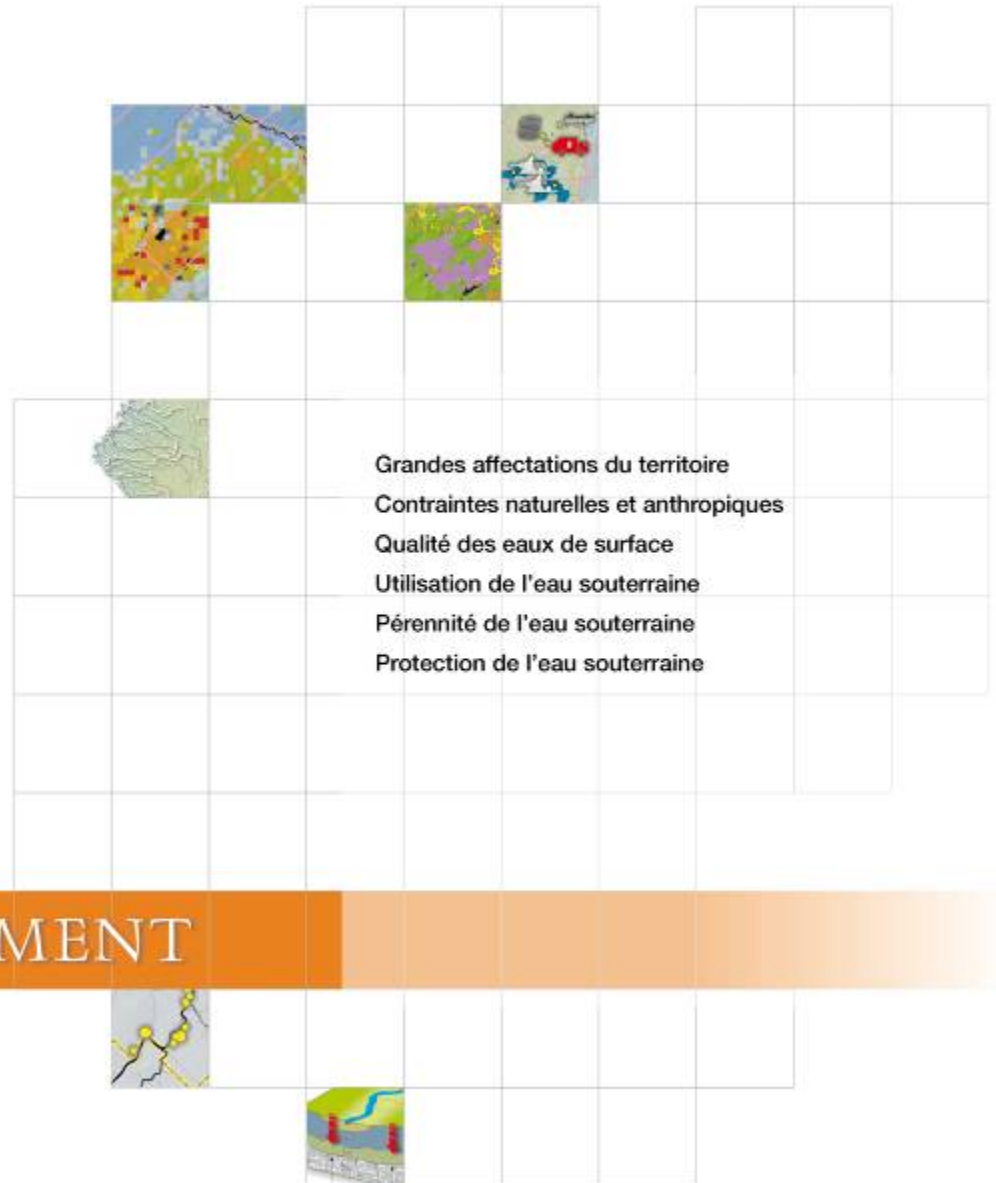 Grandes affectations du territoire
Contraintes naturelles et anthropiques
Qualité des eaux de surface
Utilisation de l'eau souterraine
Pérennité de l'eau souterraine
Protection de l'eau souterraine
MENT